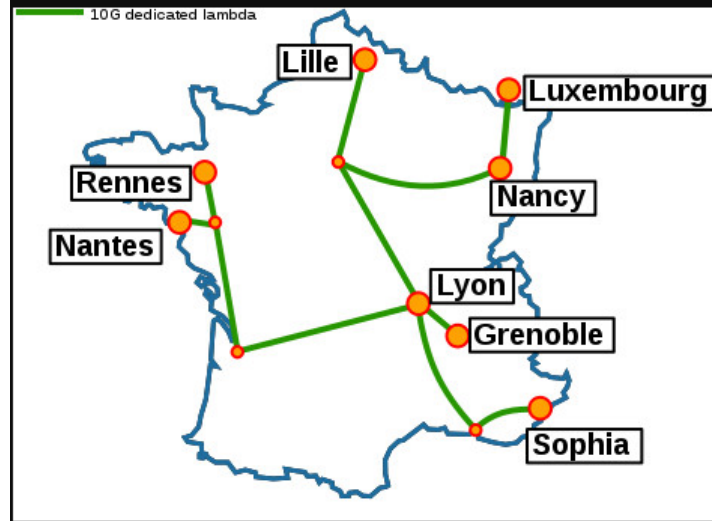 10G dedicated lambda
Lille
Luxembourg
Rennes
Nancy
Nantes
Lyon
Grenoble
Sophia